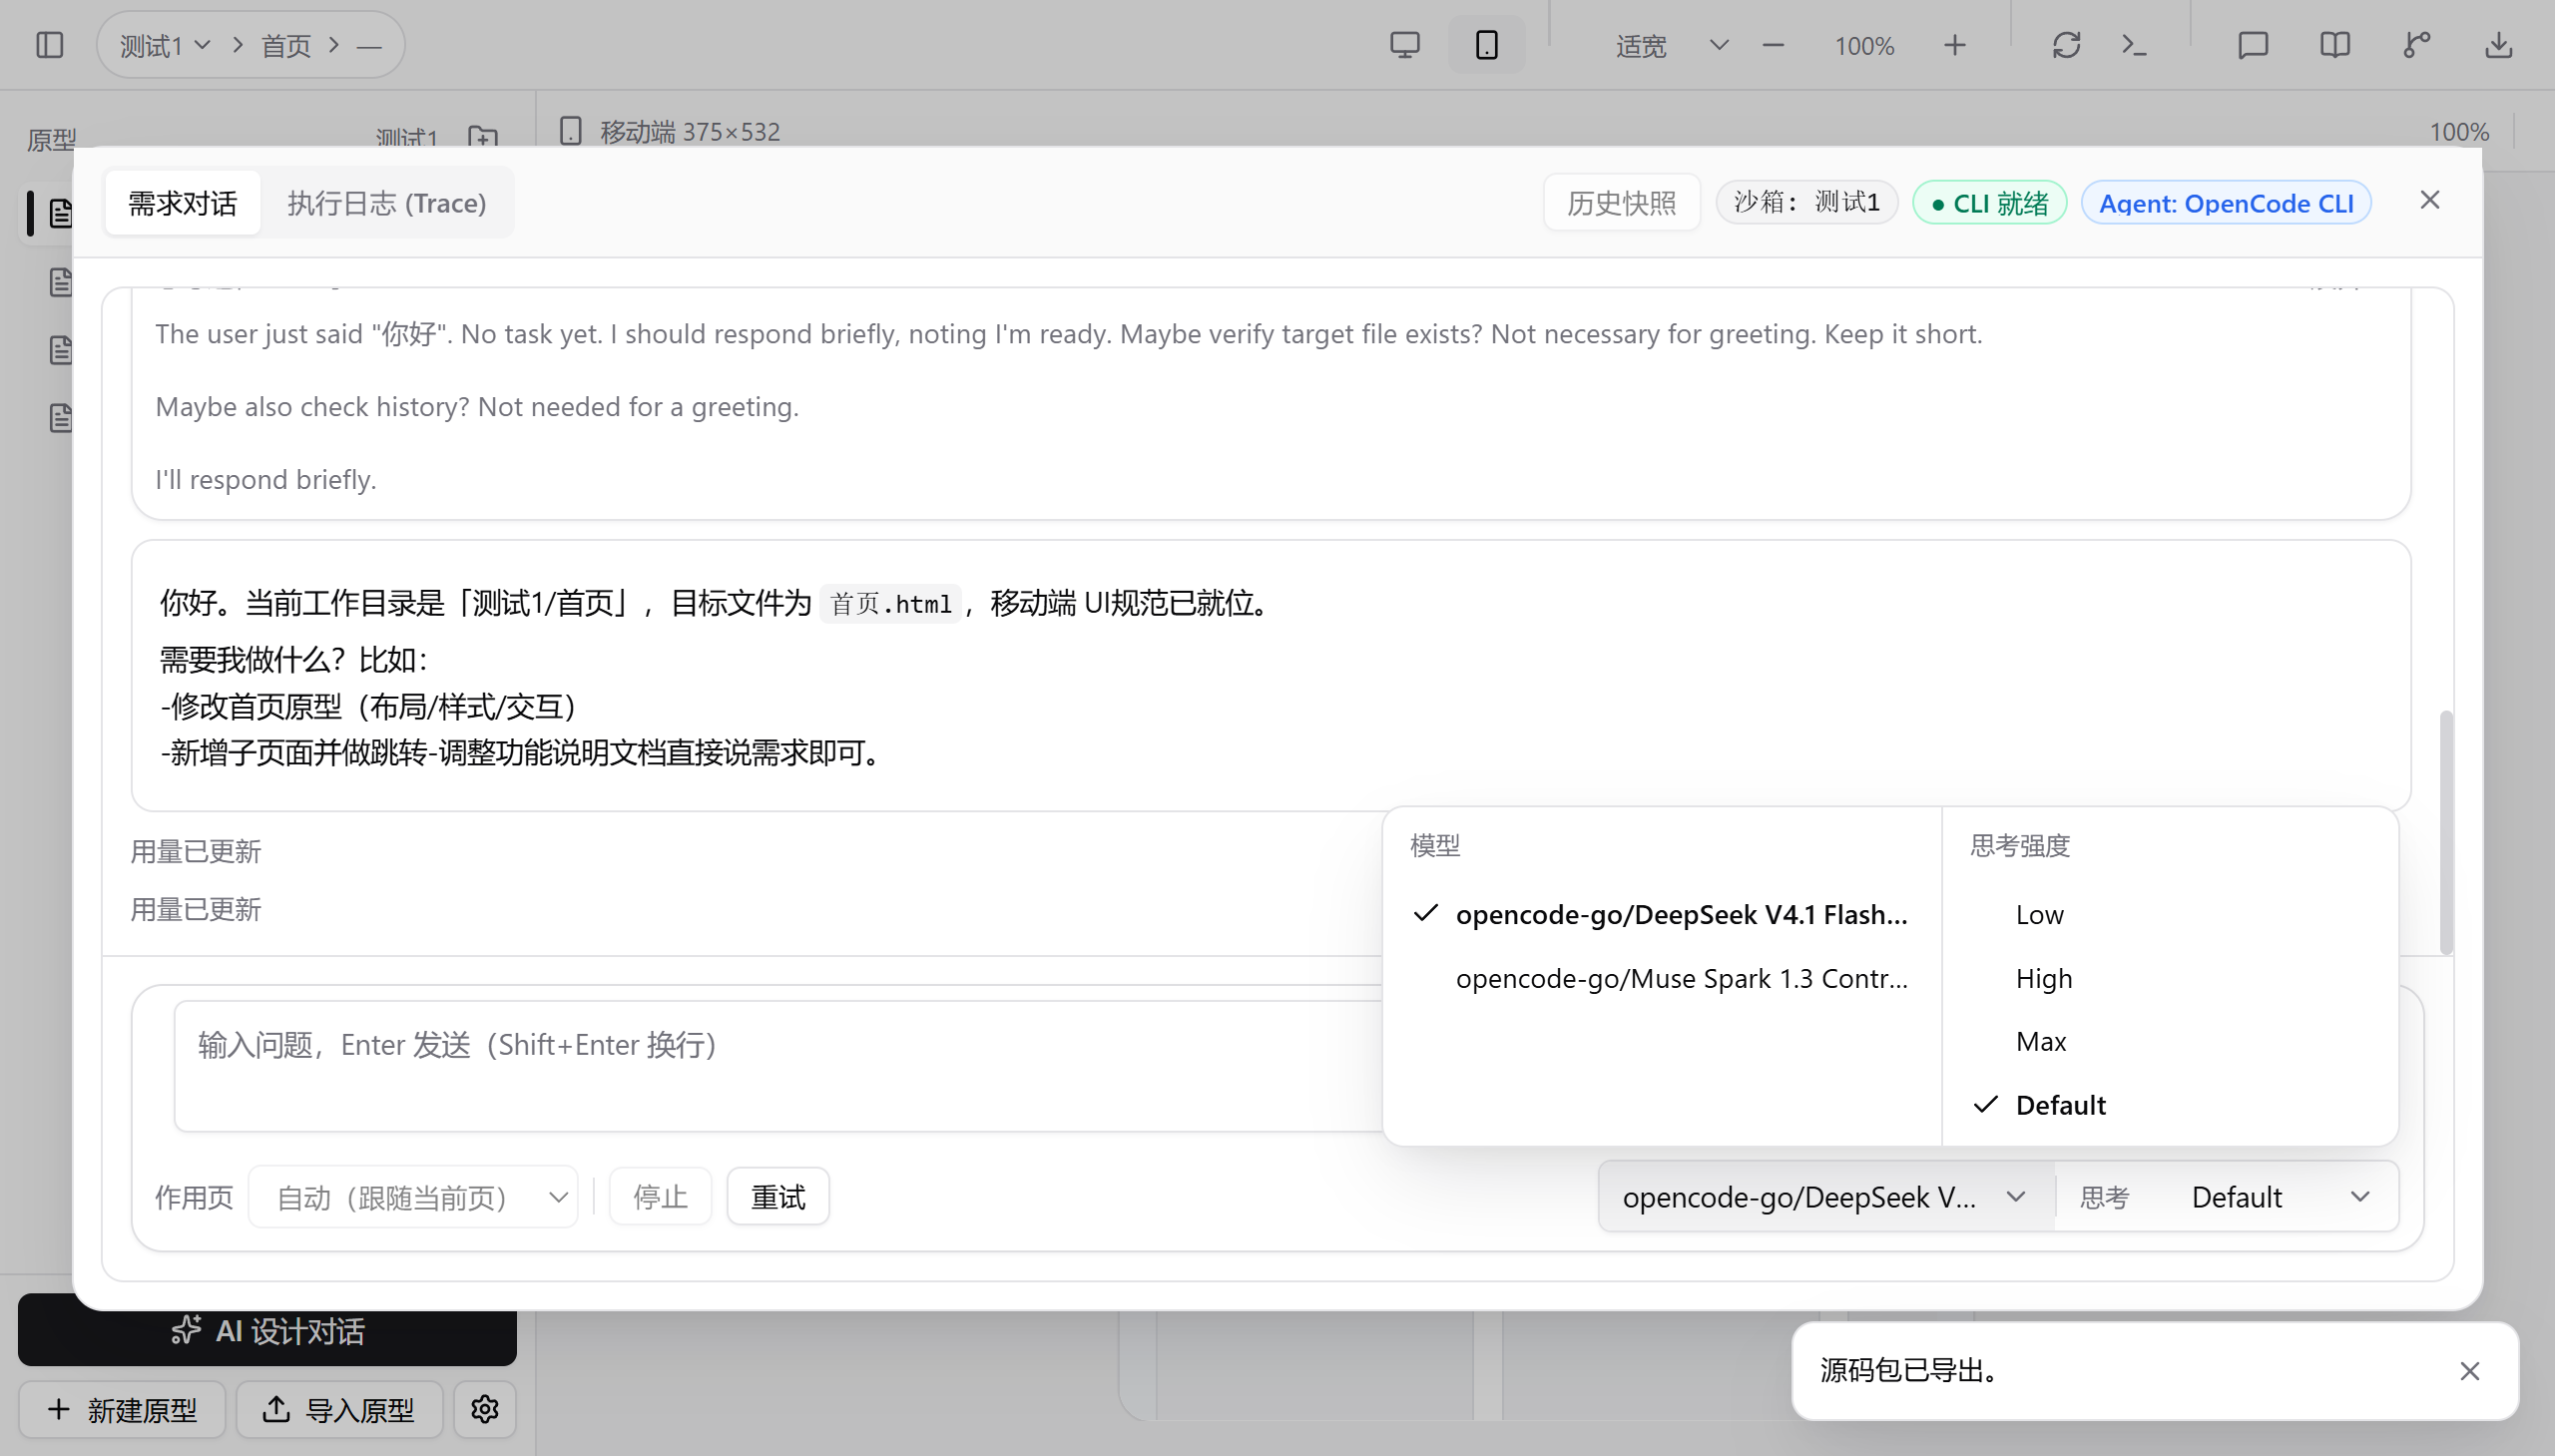 测试1 首页 —
适宽 100%
原型 测试1
移动端 375×532 100%
需求对话 执行日志 (Trace) 历史快照 沙箱：测试1 CLI 就绪 Agent: OpenCode CLI
The user just said "你好". No task yet. I should respond briefly, noting I'm ready. Maybe verify target file exists? Not necessary for greeting. Keep it short.
Maybe also check history? Not needed for a greeting.
I'll respond briefly.
你好。当前工作目录是「测试1/首页」，目标文件为 首页.html，移动端 UI规范已就位。
需要我做什么？比如：
-修改首页原型（布局/样式/交互）
-新增子页面并做跳转-调整功能说明文档直接说需求即可。
用量已更新
用量已更新
模型
opencode-go/DeepSeek V4.1 Flash...
opencode-go/Muse Spark 1.3 Contr...
思考强度
Low
High
Max
Default
输入问题，Enter 发送（Shift+Enter 换行）
作用页 自动（跟随当前页） 停止 重试 opencode-go/DeepSeek V... 思考 Default
AI 设计对话
新建原型 导入原型
源码包已导出。